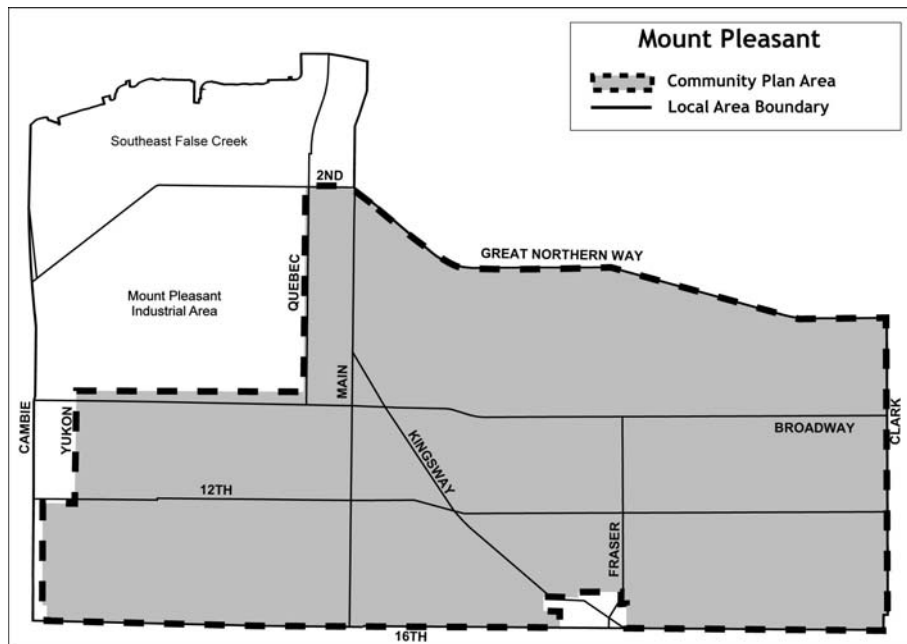 Mount Pleasant
Community Plan Area
Local Area Boundary
Southeast False Creek
2ND
QUEBEC
GREAT NORTHERN WAY
Mount Pleasant
Industrial Area
MAIN
CAMBIE
YUKON
KINGSWAY
BROADWAY
CLARK
12TH
FRASER
16TH